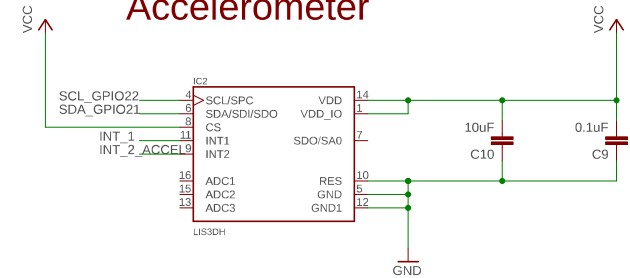 Accelerometer
VCC
VCC
IC2
SCL_GPIO22 4 SCL/SPC VDD 14
SDA_GPIO21 6 SDA/SDI/SDO VDD_IO 1
8 CS
INT_1 11 INT1 SDO/SA0 7
INT_2_ACCEL 9 INT2
10uF
C10
0.1uF
C9
16 ADC1 RES 10
15 ADC2 GND 5
13 ADC3 GND1 12
LIS3DH
GND